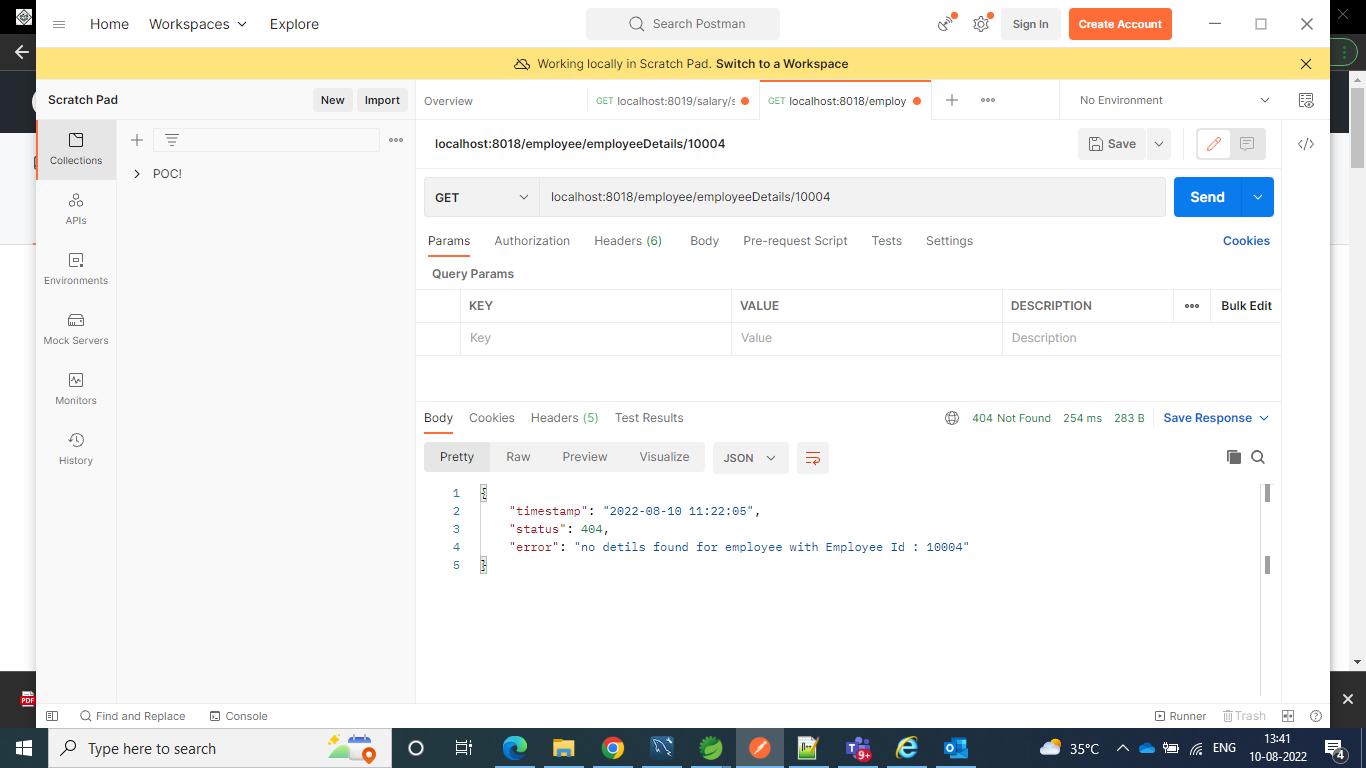 Home Workspaces Explore Search Postman Sign In Create Account
Working locally in Scratch Pad. Switch to a Workspace
Scratch Pad New Import Overview GET localhost:8019/salary/s GET localhost:8018/employ No Environment
Collections
localhost:8018/employee/employeeDetails/10004 Save
POC!
GET localhost:8018/employee/employeeDetails/10004 Send
APIs
Params Authorization Headers (6) Body Pre-request Script Tests Settings Cookies
Query Params
Environments
KEY VALUE DESCRIPTION Bulk Edit
Key Value Description
Mock Servers
Monitors
Body Cookies Headers (5) Test Results 404 Not Found 254 ms 283 B Save Response
History
Pretty Raw Preview Visualize JSON
1 {
2 "timestamp": "2022-08-10 11:22:05",
3 "status": 404,
4 "error": "no detils found for employee with Employee Id : 10004"
5 }
PDF
Find and Replace Console Runner Trash
Type here to search 9+ 35°C ENG 13:41
10-08-2022 4